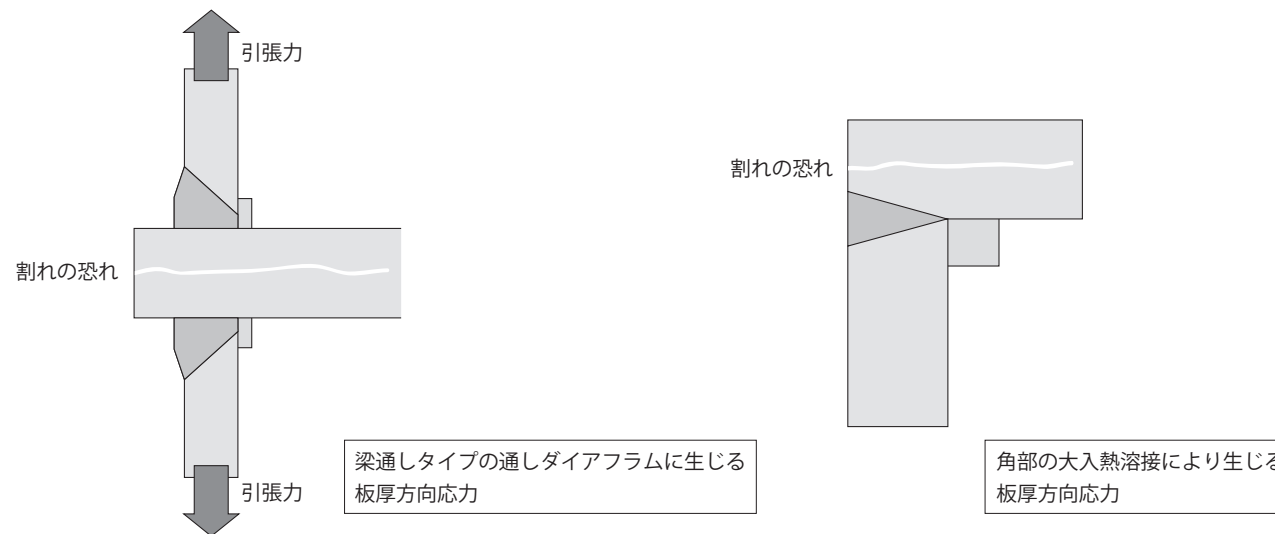 引張力
割れの恐れ
引張力
梁通しタイプの通しダイアフラムに生じる
板厚方向応力
割れの恐れ
角部の大入熱溶接により生じる
板厚方向応力